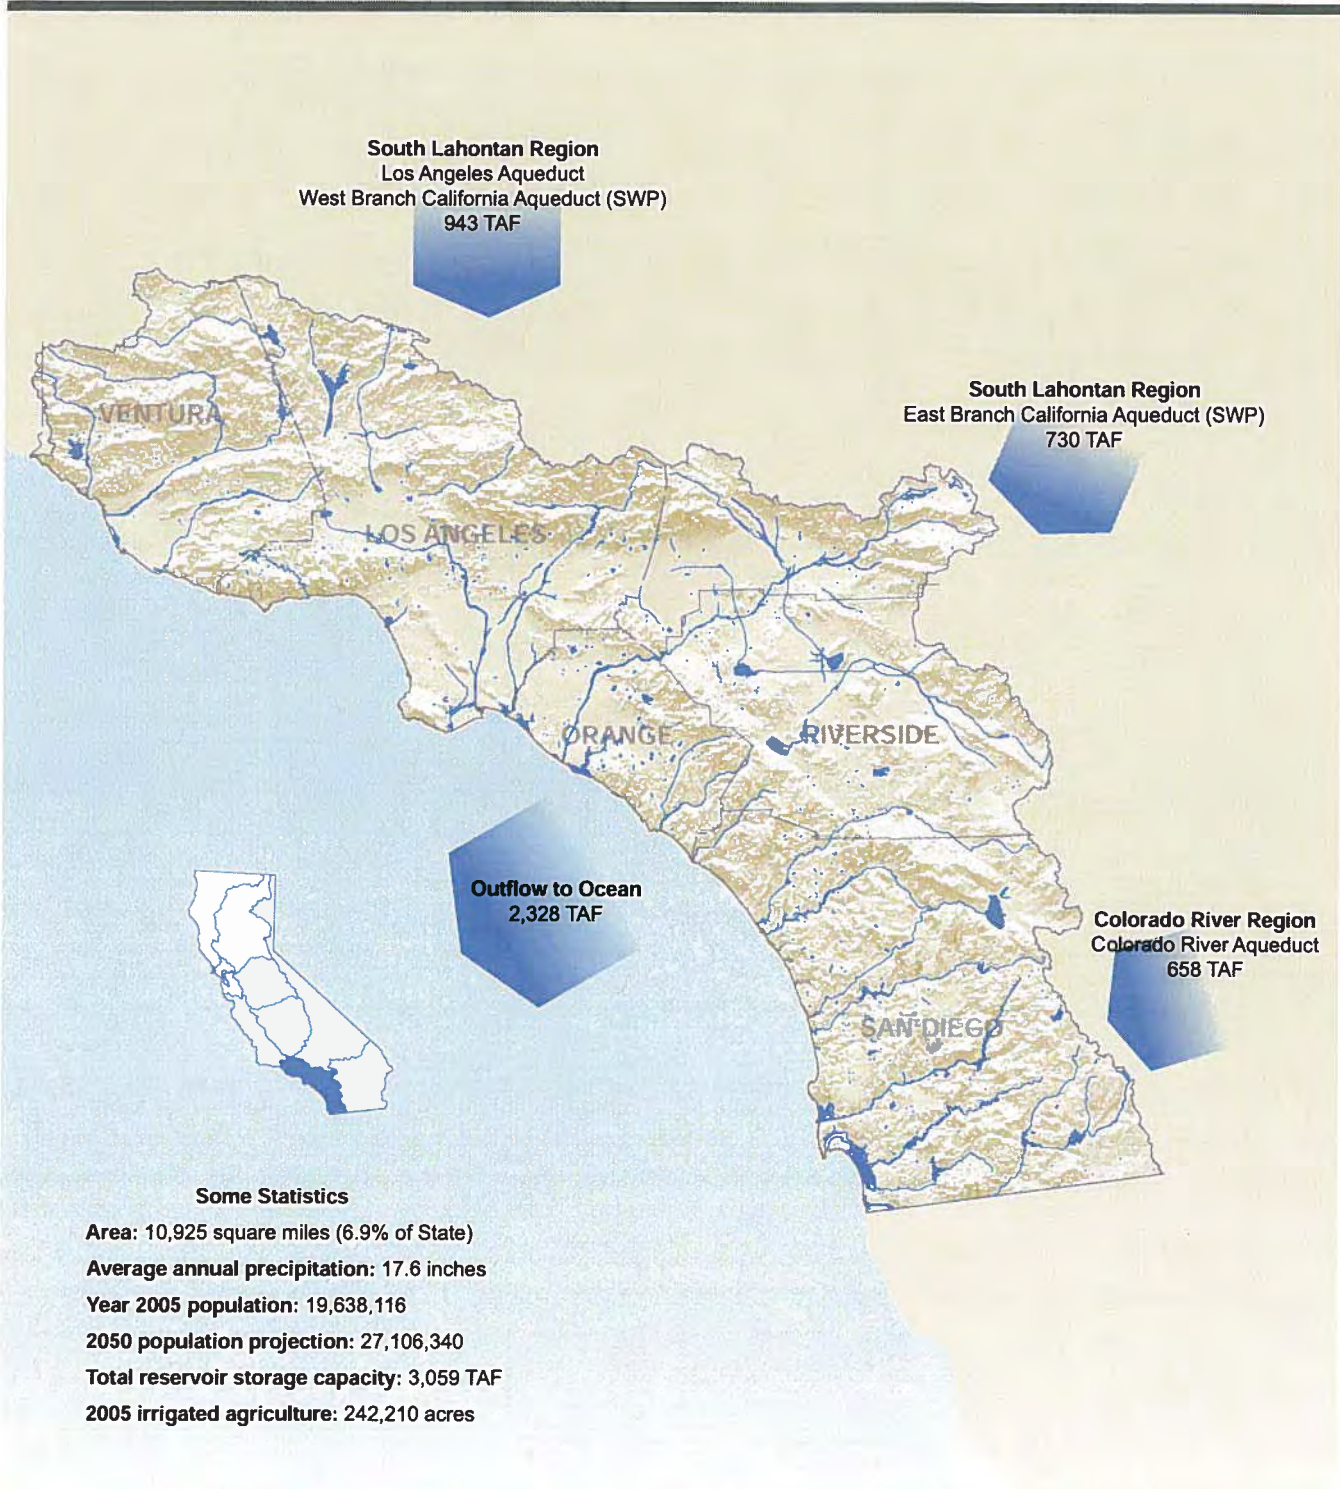 South Lahontan Region
Los Angeles Aqueduct
West Branch California Aqueduct (SWP)
943 TAF
South Lahontan Region
East Branch California Aqueduct (SWP)
730 TAF
VENTURA
LOS ANGELES
ORANGE
RIVERSIDE
Outflow to Ocean
2,328 TAF
Colorado River Region
Colorado River Aqueduct
658 TAF
SAN DIEGO
Some Statistics
Area: 10,925 square miles (6.9% of State)
Average annual precipitation: 17.6 inches
Year 2005 population: 19,638,116
2050 population projection: 27,106,340
Total reservoir storage capacity: 3,059 TAF
2005 irrigated agriculture: 242,210 acres